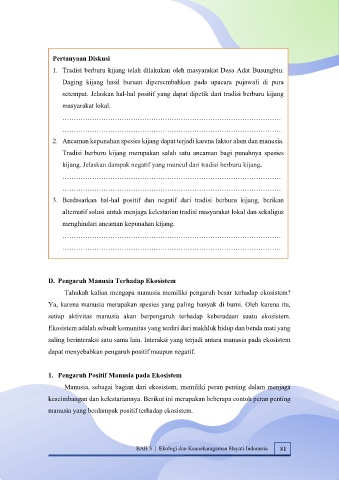 Pertanyaan Diskusi
1. Tradisi berburu kijang telah dilakukan oleh masyarakat Desa Adat Busungbiu.
Daging kijang hasil buruan dipersembahkan pada upacara pujawali di pura
setempat. Jelaskan hal-hal positif yang dapat dipetik dari tradisi berburu kijang
masyarakat lokal.
2. Ancaman kepunahan spesies kijang dapat terjadi karena faktor alam dan manusia.
Tradisi berburu kijang merupakan salah satu ancaman bagi punahnya spesies
kijang. Jelaskan dampak negatif yang muncul dari tradisi berburu kijang.
3. Berdasarkan hal-hal positif dan negatif dari tradisi berburu kijang, berikan
alternatif solusi untuk menjaga kelestarian tradisi masyarakat lokal dan sekaligus
menghindari ancaman kepunahan kijang.
D. Pengaruh Manusia Terhadap Ekosistem
Tahukah kalian mengapa manusia memiliki pengaruh besar terhadap ekosistem?
Ya, karena manusia merupakan spesies yang paling banyak di bumi. Oleh karena itu,
setiap aktivitas manusia akan berpengaruh terhadap keberadaan suatu ekosistem.
Ekosistem adalah sebuah komunitas yang terdiri dari makhluk hidup dan benda mati yang
saling berinteraksi satu sama lain. Interaksi yang terjadi antara manusia pada ekosistem
dapat menyebabkan pengaruh positif maupun negatif.
1. Pengaruh Positif Manusia pada Ekosistem
Manusia, sebagai bagian dari ekosistem, memiliki peran penting dalam menjaga
keseimbangan dan kelestariannya. Berikut ini merupakan beberapa contoh peran penting
manusia yang berdampak positif terhadap ekosistem.
BAB 3 | Ekologi dan Keanekaragaman Hayati Indonesia 81